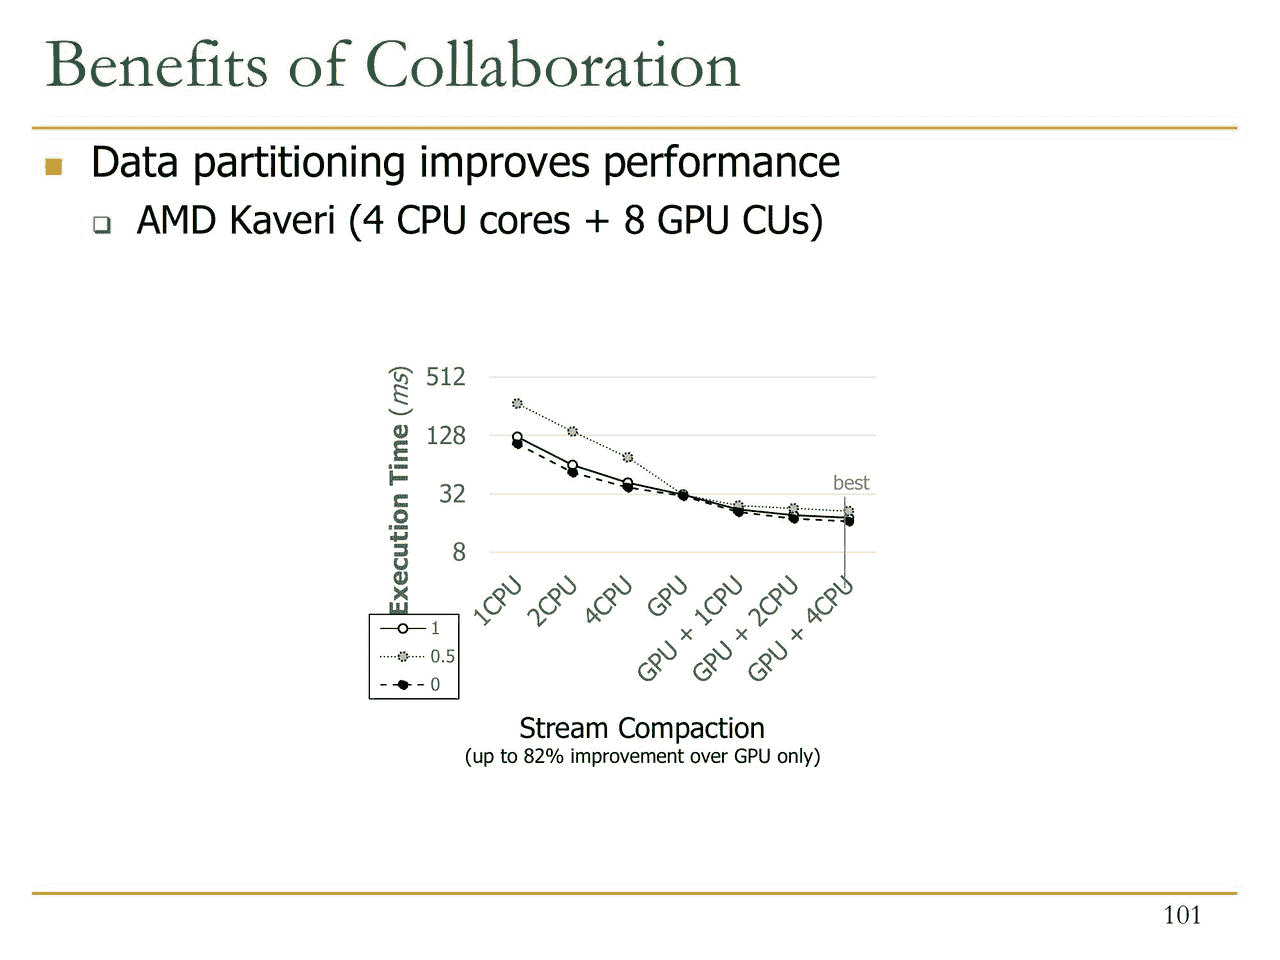 Benefits of Collaboration
Data partitioning improves performance
AMD Kaveri (4 CPU cores + 8 GPU CUs)
Execution Time (ms)
512
128
32
8
best
1CPU
2CPU
4CPU
GPU
GPU + 1CPU
GPU + 2CPU
GPU + 4CPU
1
0.5
0
Stream Compaction
(up to 82% improvement over GPU only)
101